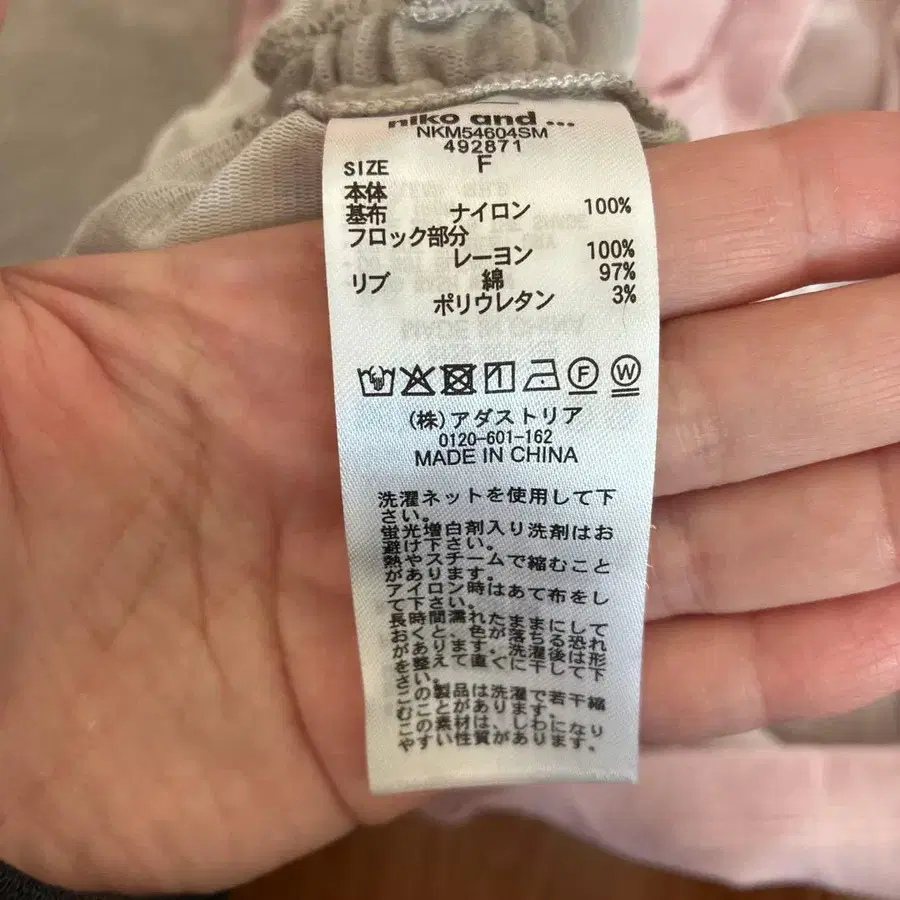 niko and ...
NKM54604SM
492871
SIZE F
本体
基布 ナイロン 100%
フロック部分
レーヨン 100%
リブ 綿 97%
ポリウレタン 3%
F W
(株)アダストリア
0120-601-162
MADE IN CHINA
洗濯ネットを使用して下
さい。
蛍光増白剤入り洗剤はお
避け下さい。
熱やスチームで縮むこと
があります。
アイロン時はあて布をし
て下さい。
長時間濡れたままにして
おくと、色が落ちる恐れ
があります。洗濯後は形
を整えて直ぐに干して下
さい。
この製品は洗濯で若干縮
むことがあります。
この素材は、しわになり
やすい性質があります。